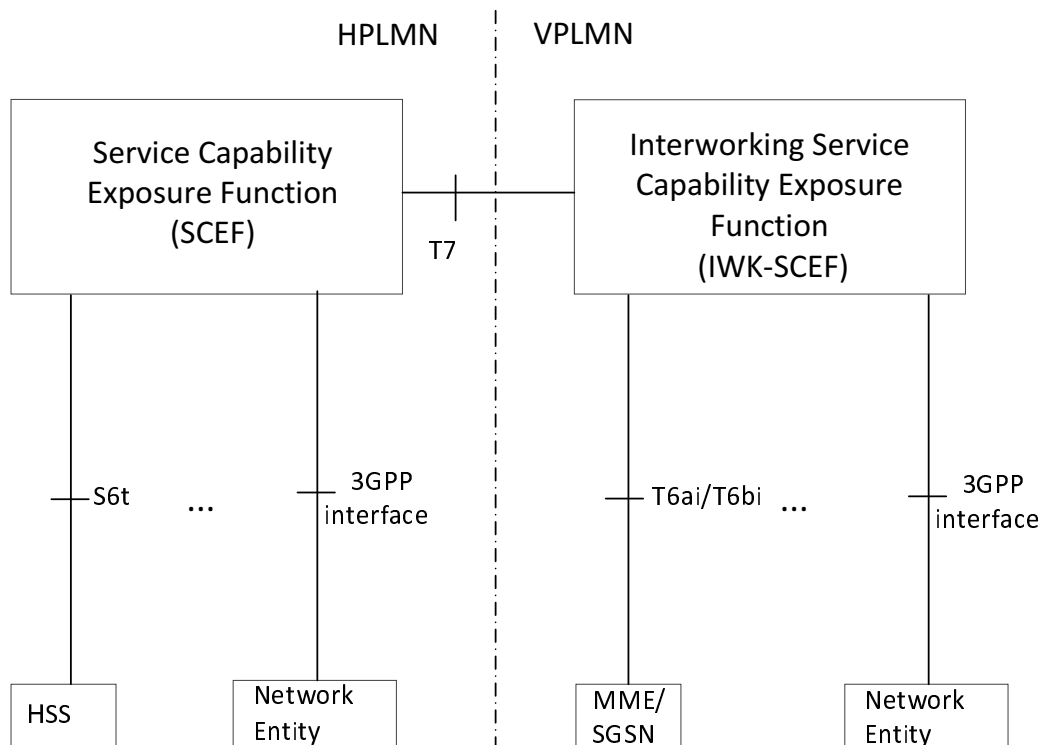 HPLMN
VPLMN
Service Capability
Exposure Function
(SCEF)
Interworking Service
Capability Exposure
Function
(IWK-SCEF)
T7
S6t
...
3GPP
interface
T6ai/T6bi
...
3GPP
interface
HSS
Network
Entity
MME/
SGSN
Network
Entity